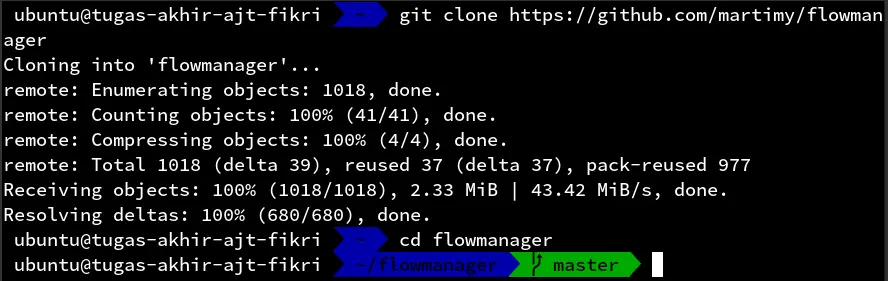 ubuntu@tugas-akhir-ajt-fikri ~ git clone https://github.com/martimy/flowman
ager
Cloning into 'flowmanager'...
remote: Enumerating objects: 1018, done.
remote: Counting objects: 100% (41/41), done.
remote: Compressing objects: 100% (4/4), done.
remote: Total 1018 (delta 39), reused 37 (delta 37), pack-reused 977
Receiving objects: 100% (1018/1018), 2.33 MiB | 43.42 MiB/s, done.
Resolving deltas: 100% (680/680), done.
ubuntu@tugas-akhir-ajt-fikri ~ cd flowmanager
ubuntu@tugas-akhir-ajt-fikri ~/flowmanager master